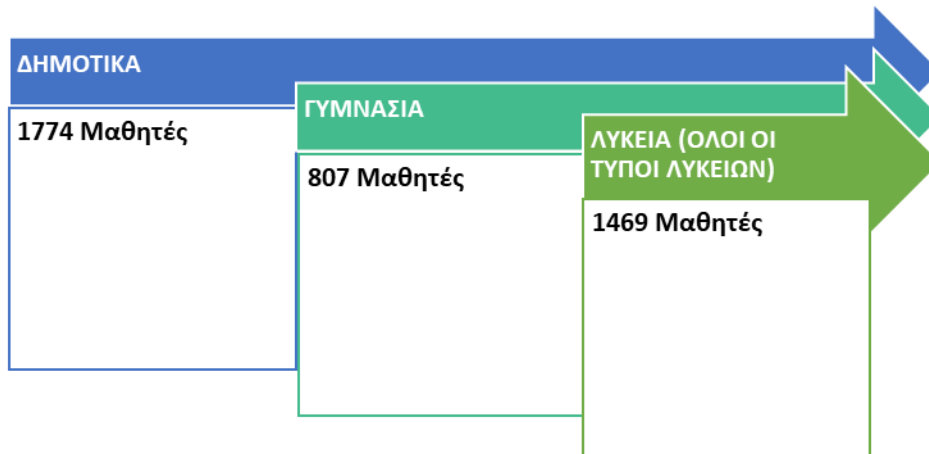 ΔΗΜΟΤΙΚΑ
1774 Μαθητές
ΓΥΜΝΑΣΙΑ
807 Μαθητές
ΛΥΚΕΙΑ (ΟΛΟΙ ΟΙ
ΤΥΠΟΙ ΛΥΚΕΙΩΝ)
1469 Μαθητές